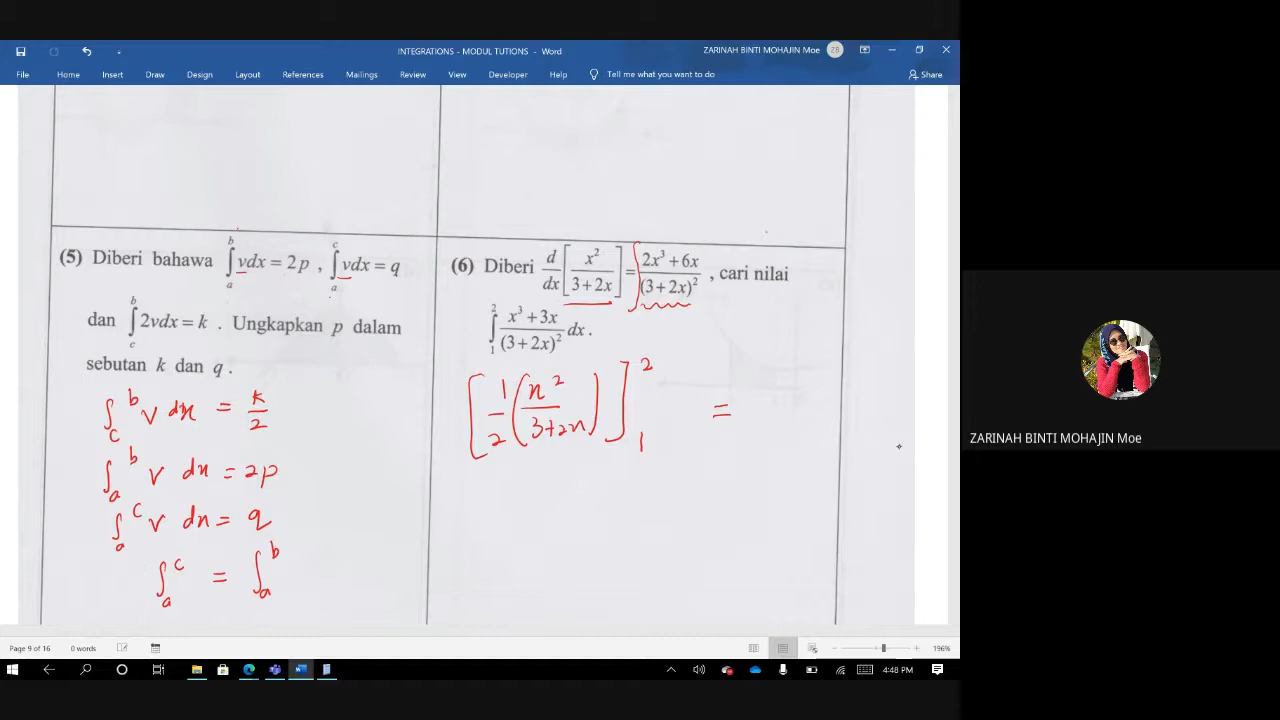 INTEGRATIONS - MODUL TUTIONS - Word
ZARINAH BINTI MOHAJIN Moe ZB
File Home Insert Draw Design Layout References Mailings Review View Developer Help Tell me what you want to do Share
(5) Diberi bahawa ∫_a^b vdx = 2p , ∫_a^c vdx = q
dan ∫_c^b 2vdx = k . Ungkapkan p dalam
sebutan k dan q .
∫_c^b v dx = k/2
∫_a^b v dx = 2p
∫_a^c v dx = q
∫_a^c = ∫_a^b
(6) Diberi d/dx [x²/(3 + 2x)] = ∫ (2x³ + 6x)/(3 + 2x)² , cari nilai
∫_1^2 (x³ + 3x)/(3 + 2x)² dx .
[1/2 (x²/(3+2x))]_1^2 =
ZARINAH BINTI MOHAJIN Moe
Page 9 of 16 0 words 196%
4:48 PM